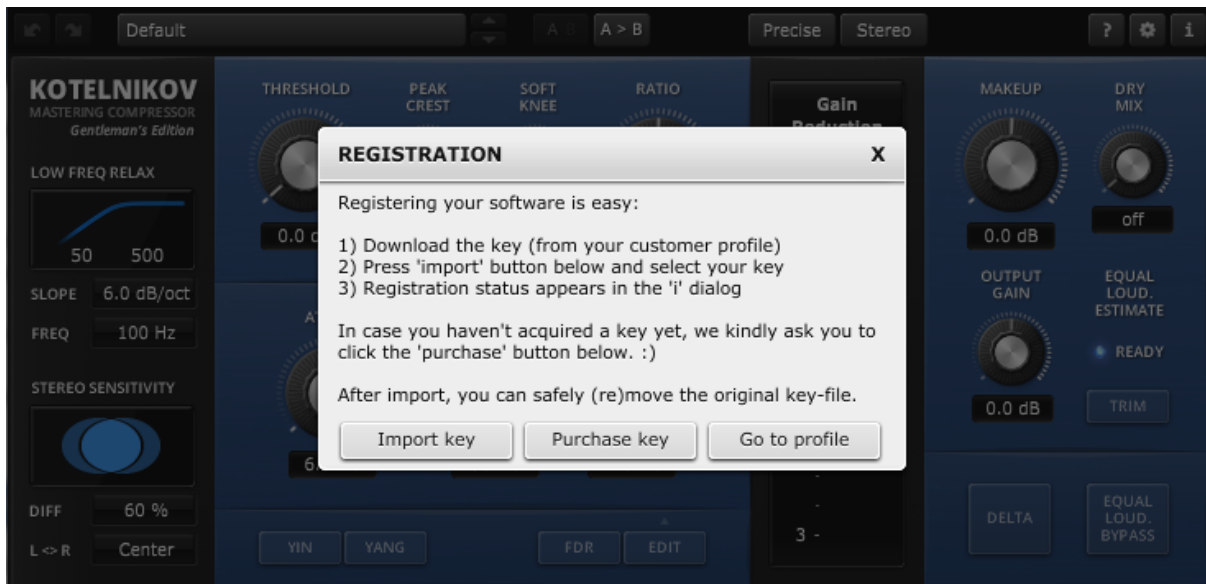 Default
A B
A > B
Precise
Stereo
?
i
KOTELNIKOV
MASTERING COMPRESSOR
Gentleman's Edition
LOW FREQ RELAX
50 500
SLOPE 6.0 dB/oct
FREQ 100 Hz
STEREO SENSITIVITY
DIFF 60 %
L <> R Center
THRESHOLD
PEAK
CREST
SOFT
KNEE
RATIO
Gain
Reduction
REGISTRATION X
Registering your software is easy:
1) Download the key (from your customer profile)
2) Press 'import' button below and select your key
3) Registration status appears in the 'i' dialog
In case you haven't acquired a key yet, we kindly ask you to
click the 'purchase' button below. :)
After import, you can safely (re)move the original key-file.
Import key
Purchase key
Go to profile
YIN
YANG
FDR
EDIT
3 -
MAKEUP
0.0 dB
DRY
MIX
off
OUTPUT
GAIN
0.0 dB
EQUAL
LOUD.
ESTIMATE
READY
TRIM
DELTA
EQUAL
LOUD.
BYPASS